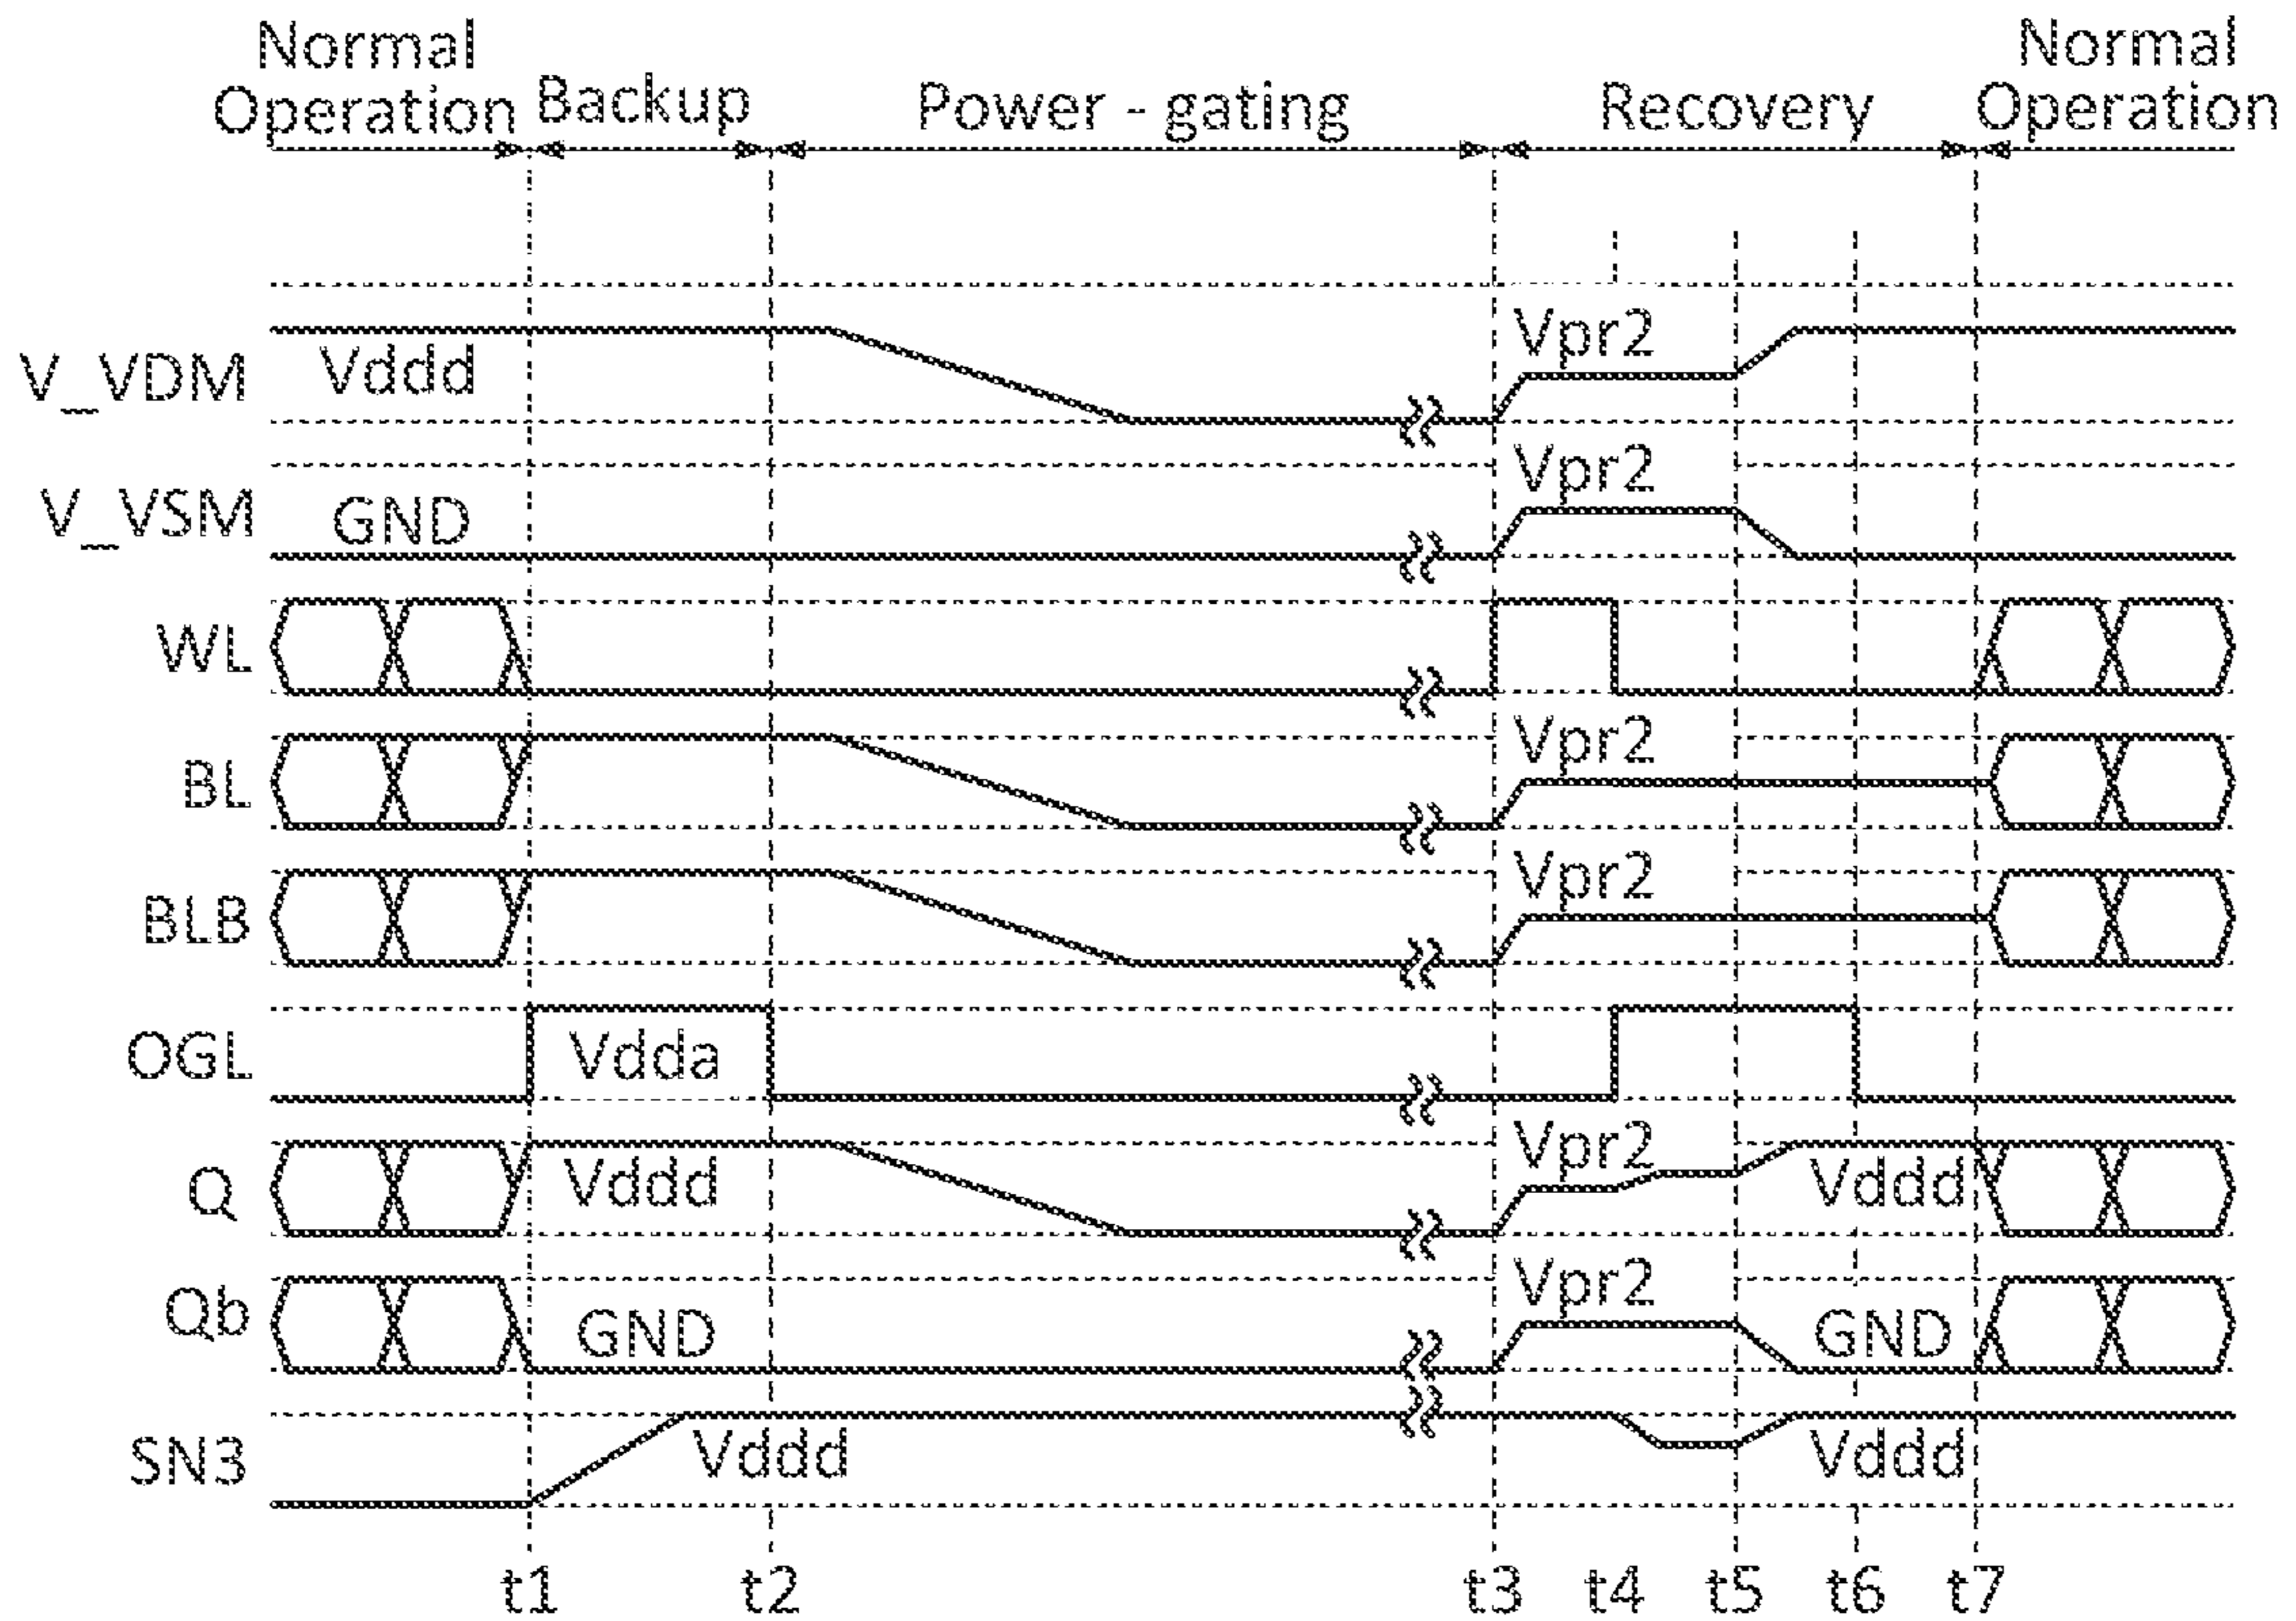 Normal
Operation
Backup
Power - gating
Recovery
Normal
Operation
V_VDM
Vddd
Vpr2
V_VSM
GND
Vpr2
WL
BL
Vpr2
BLB
Vpr2
OGL
Vdda
Q
Vddd
Vpr2
Vddd
Qb
GND
Vpr2
GND
SN3
Vddd
Vddd
t1 t2 t3 t4 t5 t6 t7